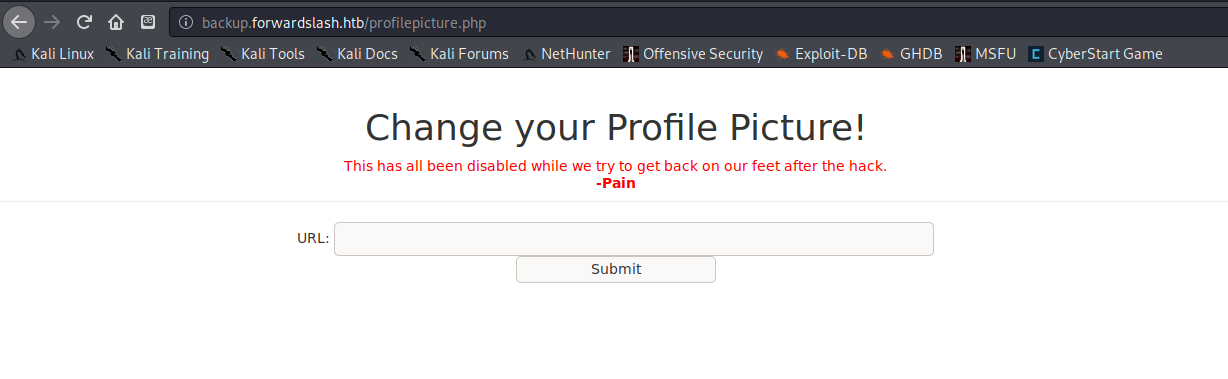 backup.forwardslash.htb/profilepicture.php
Kali Linux Kali Training Kali Tools Kali Docs Kali Forums NetHunter Offensive Security Exploit-DB GHDB MSFU CyberStart Game
Change your Profile Picture!
This has all been disabled while we try to get back on our feet after the hack.
-Pain
URL:
Submit